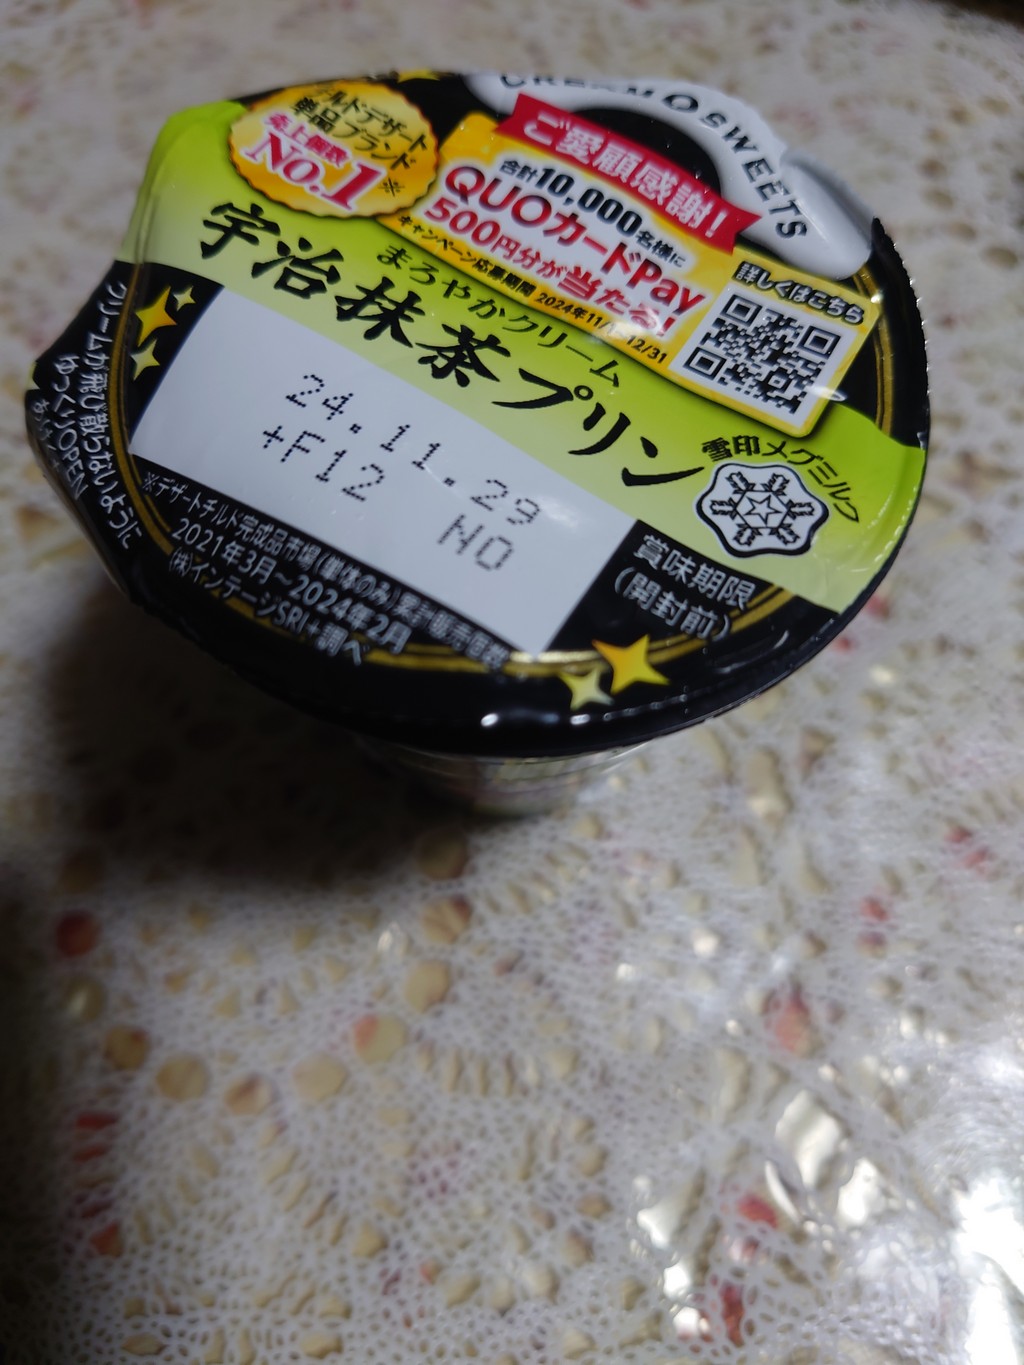 CREAM SWEETS
チルドデザート
単品ブランド
売上個数
No.1※
ご愛顧感謝!
合計10,000名様に
QUOカードPay
500円分が当たる!
キャンペーン応募期間 2024年11/1 12/31
詳しくはこちら
まろやかクリーム
宇治抹茶プリン
雪印メグミルク
24.11.29
+F12 NO
賞味期限
(開封前)
※デザートチルド完成品市場(単体のみ)累計販売個数
2021年3月~2024年2月
(株)インテージSRI+調べ
クリームが飛び散らないように
ゆっくりOPEN